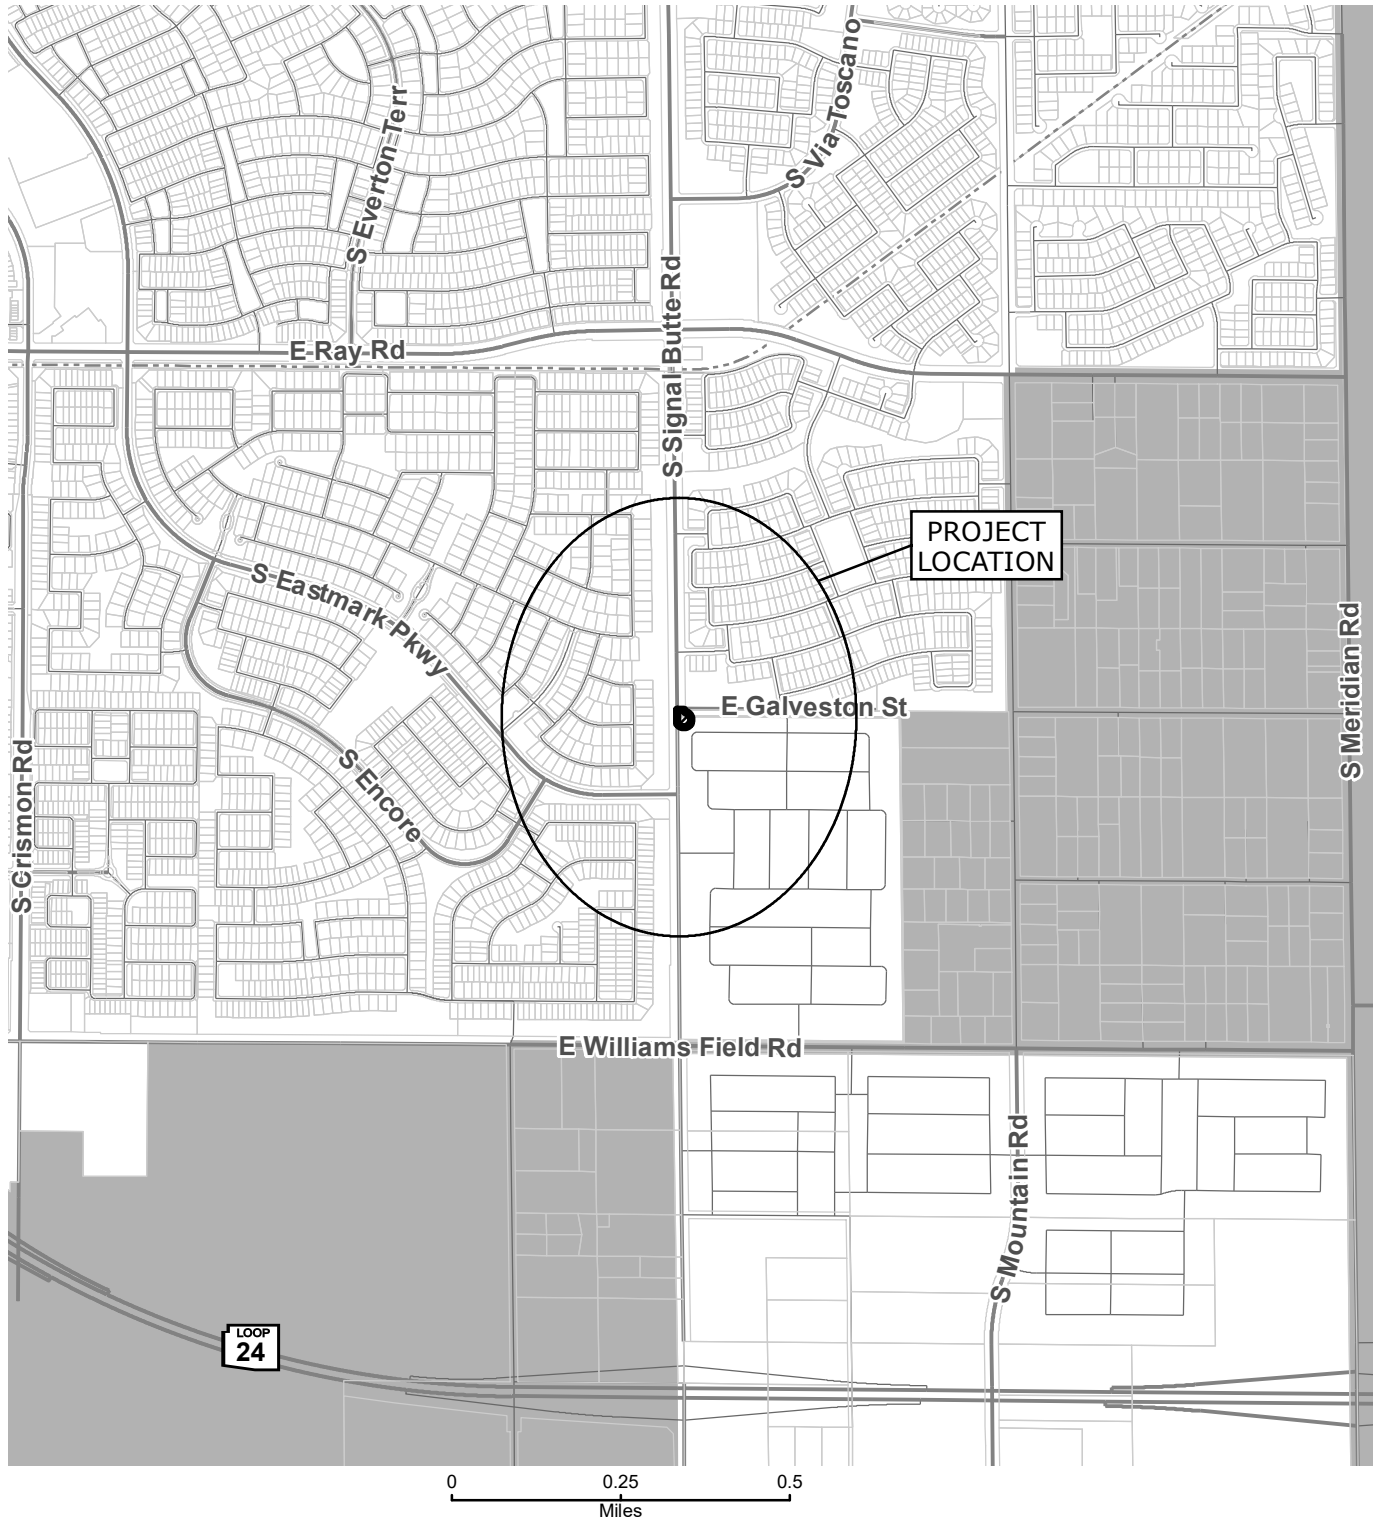 S Via Toscano
S Everton Terr
S Signal Butte Rd
E Ray Rd
PROJECT
LOCATION
S Eastmark Pkwy
S Meridian Rd
E Galveston St
S Encore
S Crismon Rd
E Williams Field Rd
S Mountain Rd
LOOP
24
0 0.25 0.5
Miles